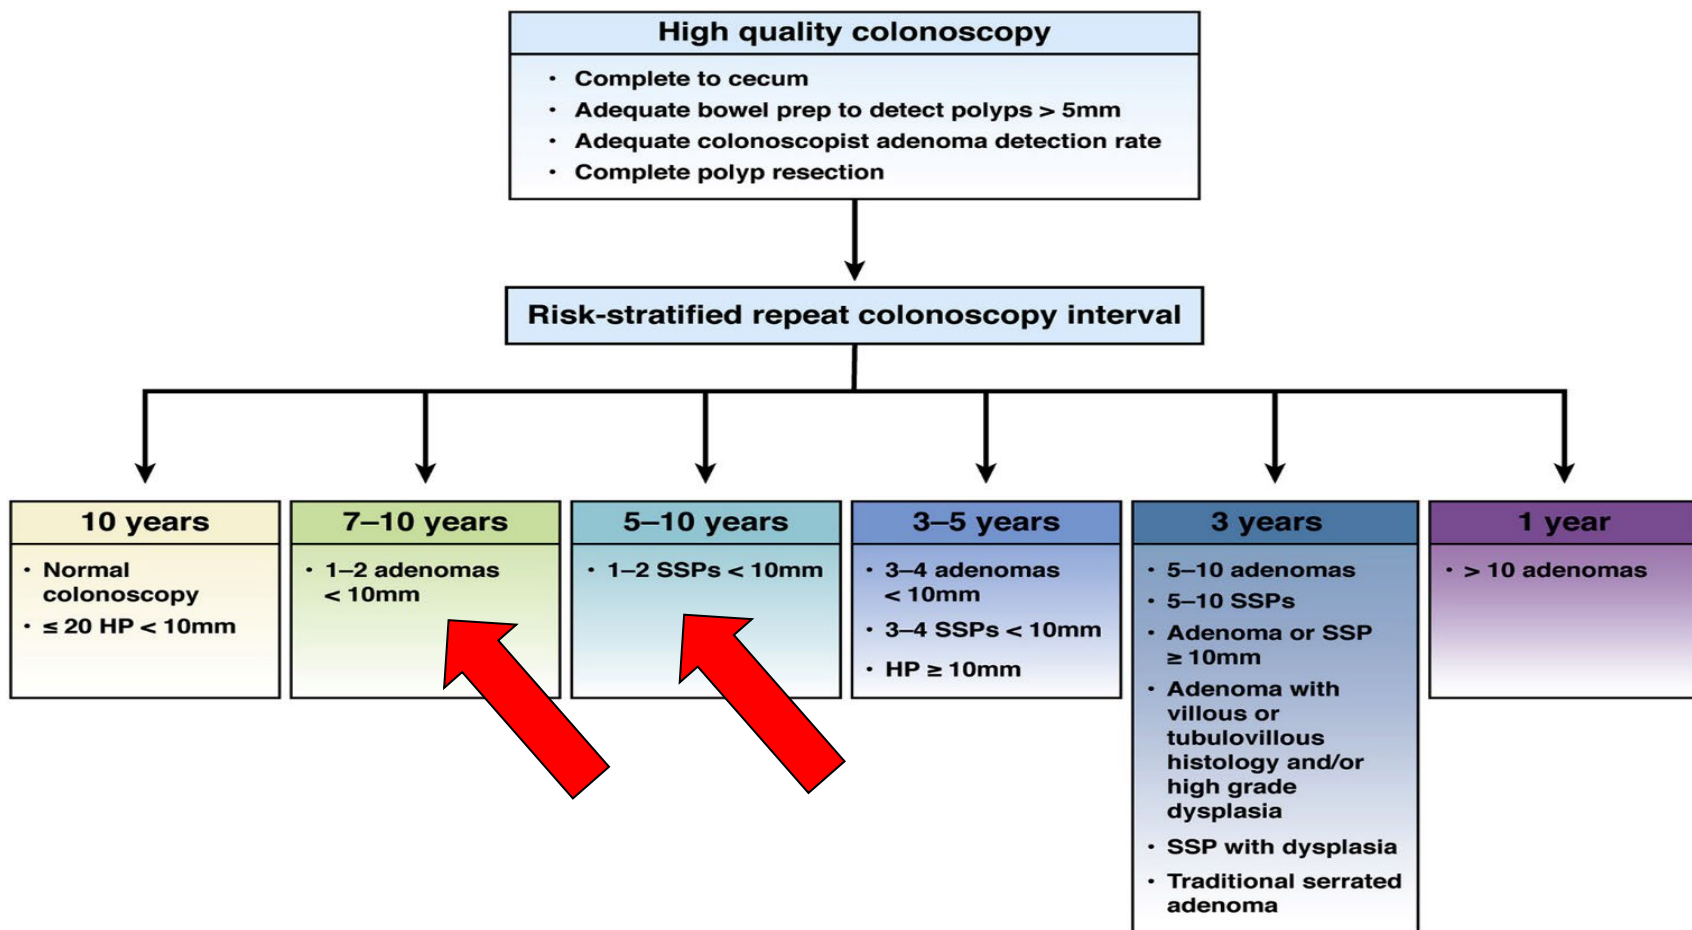 High quality colonoscopy
• Complete to cecum
• Adequate bowel prep to detect polyps > 5mm
• Adequate colonoscopist adenoma detection rate
• Complete polyp resection
Risk-stratified repeat colonoscopy interval
10 years
• Normal
colonoscopy
• ≤ 20 HP < 10mm
7–10 years
• 1–2 adenomas
< 10mm
5–10 years
• 1–2 SSPs < 10mm
3–5 years
• 3–4 adenomas
< 10mm
• 3–4 SSPs < 10mm
• HP ≥ 10mm
3 years
• 5–10 adenomas
• 5–10 SSPs
• Adenoma or SSP
≥ 10mm
• Adenoma with
villous or
tubulovillous
histology and/or
high grade
dysplasia
• SSP with dysplasia
• Traditional serrated
adenoma
1 year
• > 10 adenomas